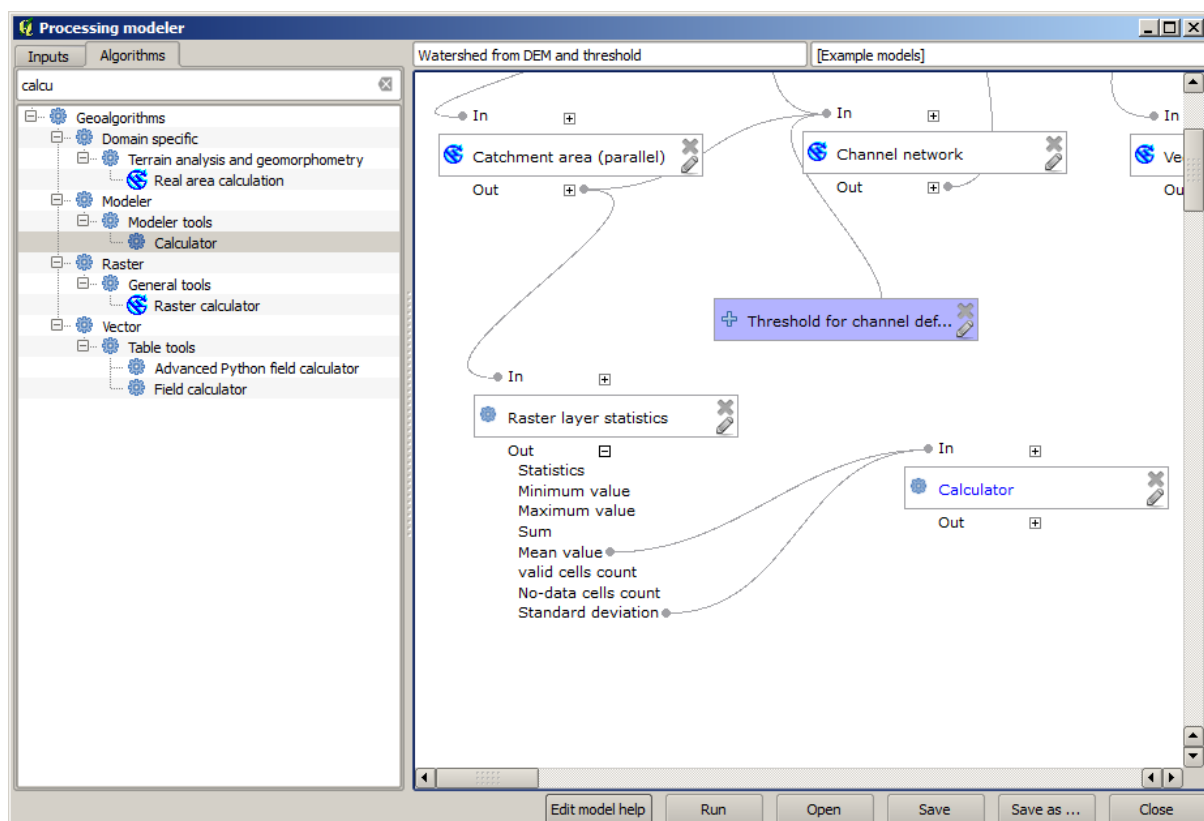 Processing modeler
Inputs
Algorithms
Watershed from DEM and threshold
[Example models]
calcu
Geoalgorithms
Domain specific
Terrain analysis and geomorphometry
Real area calculation
Modeler
Modeler tools
Calculator
Raster
General tools
Raster calculator
Vector
Table tools
Advanced Python field calculator
Field calculator
In
Catchment area (parallel)
Out
In
Channel network
Out
In
Threshold for channel def...
In
Raster layer statistics
Out
Statistics
Minimum value
Maximum value
Sum
Mean value
valid cells count
No-data cells count
Standard deviation
In
Calculator
Out
Edit model help
Run
Open
Save
Save as ...
Close